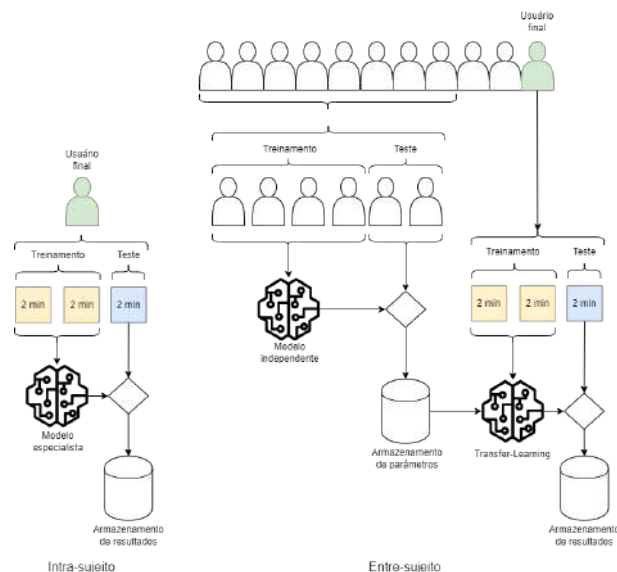 Usuário
final
Treinamento
Teste
Usuário
final
Treinamento
Teste
Treinamento
Teste
2 min
2 min
2 min
2 min
2 min
2 min
Modelo
independente
Modelo
especialista
Armazenamento
de parâmetros
Transfer-Learning
Armazenamento
de resultados
Armazenamento
de resultados
Intra-sujeito
Entre-sujeito